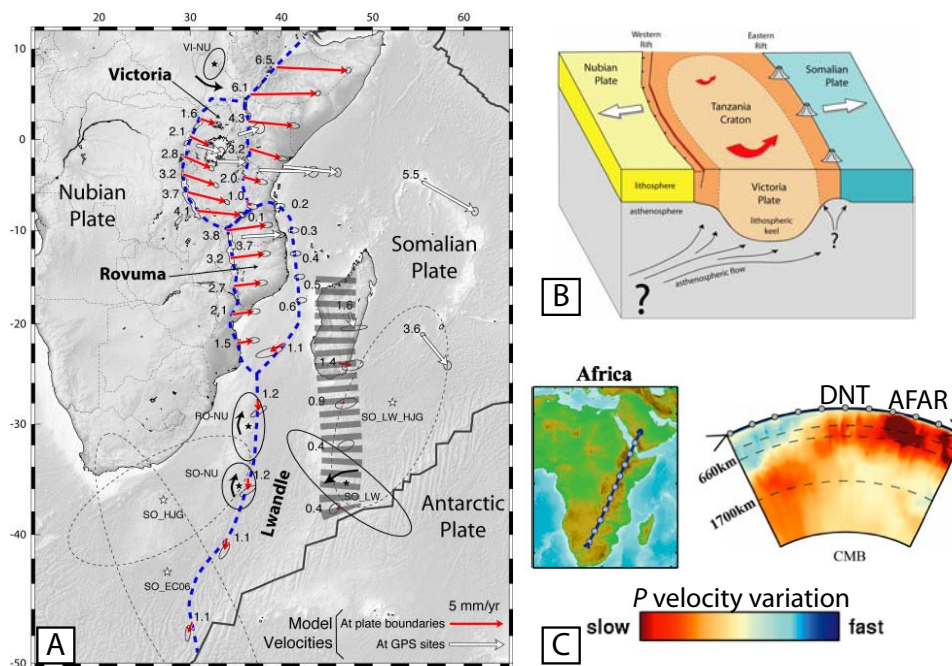 20
30
40
50
60
10
0
-10
-20
-30
-40
-50
VI-NU
Victoria
6.5
6.1
1.6
4.3
2.1
3.2
2.8
3.2
2.0
3.7
1.0
4.1
0.1
0.2
5.5
Nubian
Plate
3.8
3.7
0.3
Somalian
Plate
Rovuma
3.2
0.4
2.7
0.5
1.6
0.6
2.1
3.6
1.5
1.1
1.4
1.2
0.9
RO-NU
SO_LW_HJG
0.4
SO-NU
1.2
SO_LW
Lwandle
SO_HJG
0.4
Antarctic
Plate
1.1
SO_EC06
1.1
5 mm/yr
Model
Velocities
At plate boundaries
At GPS sites
A
Western
Rift
Eastern
Rift
Nubian
Plate
Somalian
Plate
Tanzania
Craton
lithosphere
Victoria
Plate
asthenosphere
lithospheric
keel
?
asthenospheric flow
?
B
Africa
DNT
AFAR
660km
1700km
CMB
P velocity variation
slow
fast
C